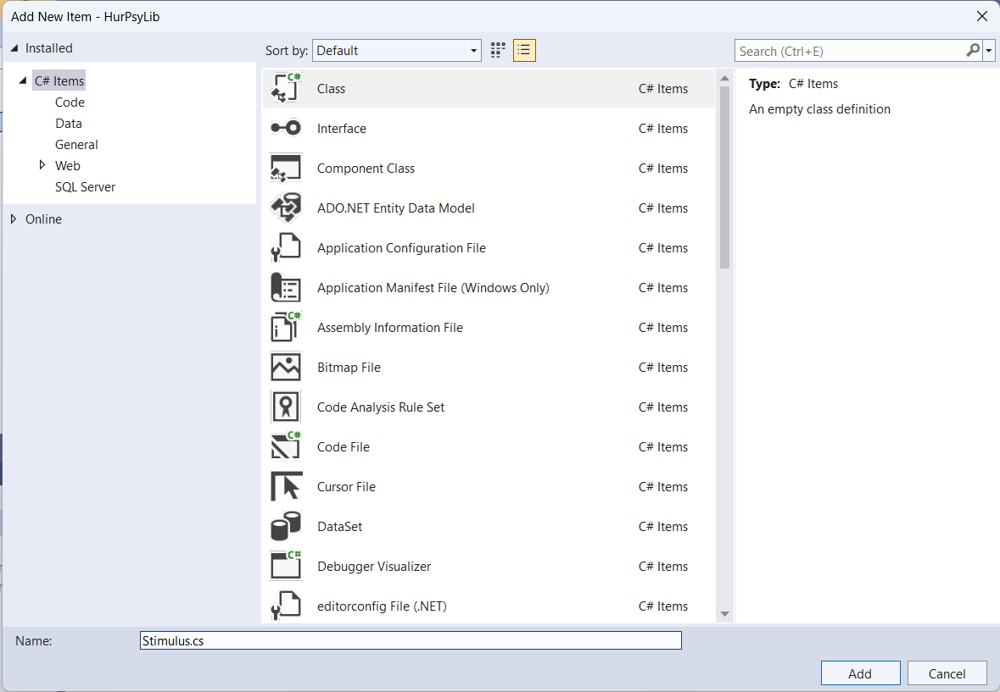 Add New Item - HurPsyLib
Installed
Sort by: Default
Search (Ctrl+E)
C# Items
Code
Data
General
Web
SQL Server
Online
C# Class C# Items
Interface C# Items
Component Class C# Items
ADO.NET Entity Data Model C# Items
Application Configuration File C# Items
Application Manifest File (Windows Only) C# Items
C# Assembly Information File C# Items
Bitmap File C# Items
Code Analysis Rule Set C# Items
C# Code File C# Items
Cursor File C# Items
DataSet C# Items
C# Debugger Visualizer C# Items
editorconfig File (.NET) C# Items
Type: C# Items
An empty class definition
Name: Stimulus.cs
Add Cancel